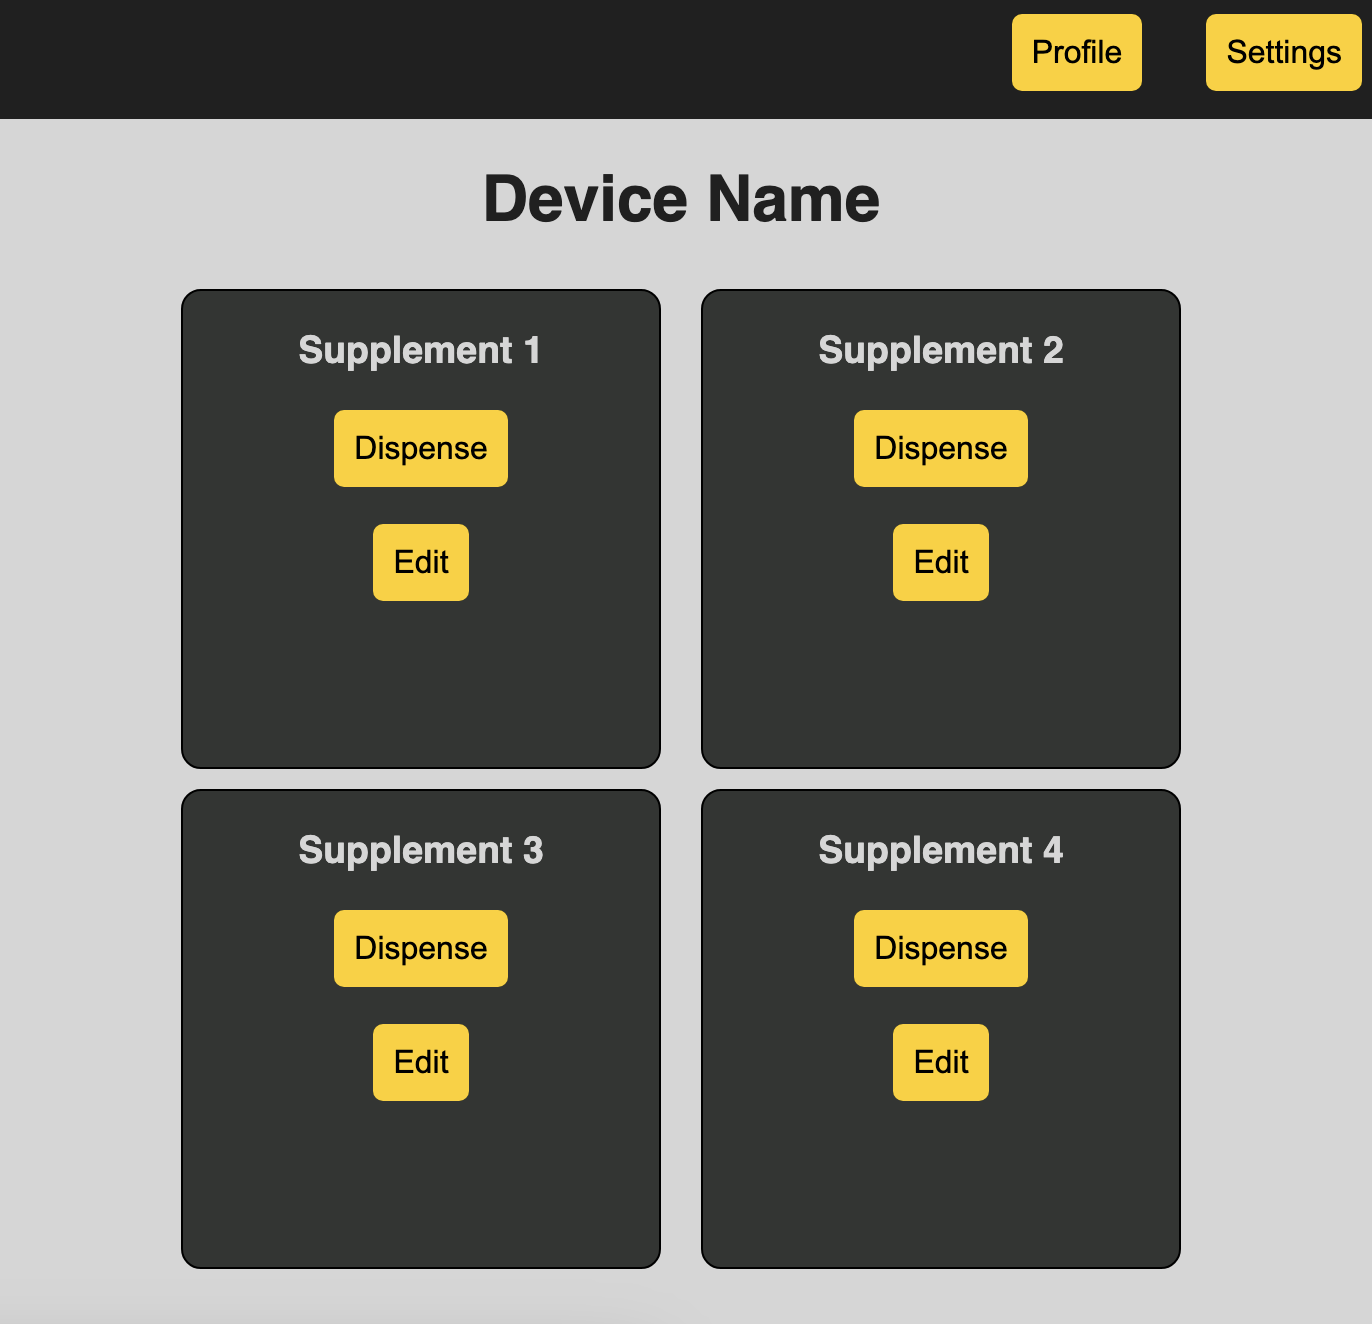 Profile Settings
Device Name
Supplement 1
Dispense
Edit
Supplement 2
Dispense
Edit
Supplement 3
Dispense
Edit
Supplement 4
Dispense
Edit